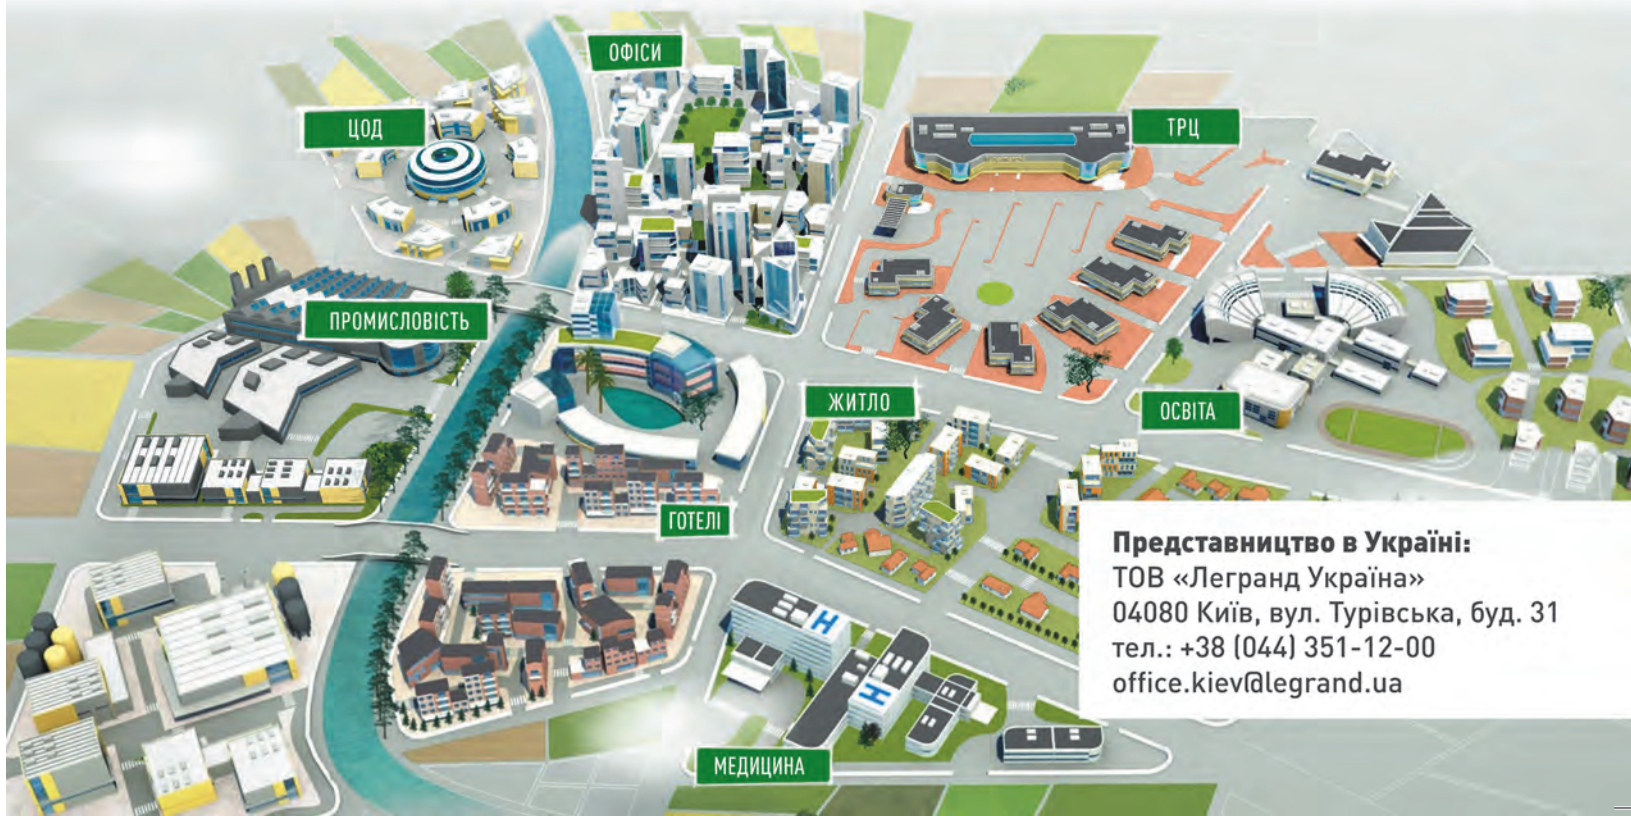 ОФІСИ
ЦОД
ТРЦ
ПРОМИСЛОВІСТЬ
ЖИТЛО
ОСВІТА
ГОТЕЛІ
Представництво в Україні:
ТОВ «Легранд Україна»
04080 Київ, вул. Турівська, буд. 31
тел.: +38 (044) 351-12-00
office.kiev@legrand.ua
H
H
МЕДИЦИНА